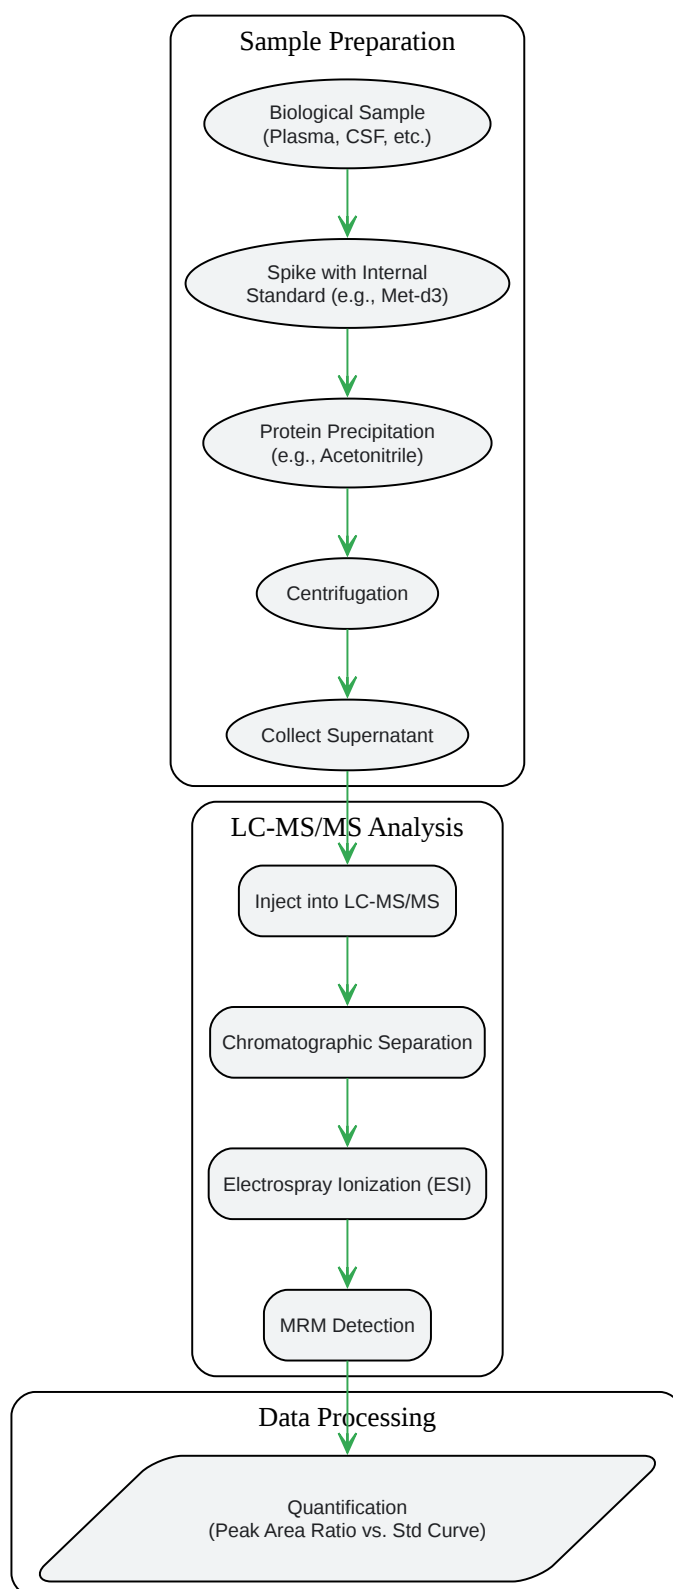 Sample Preparation
Biological Sample
(Plasma, CSF, etc.)
Spike with Internal
Standard (e.g., Met-d3)
Protein Precipitation
(e.g., Acetonitrile)
Centrifugation
Collect Supernatant
LC-MS/MS Analysis
Inject into LC-MS/MS
Chromatographic Separation
Electrospray Ionization (ESI)
MRM Detection
Data Processing
Quantification
(Peak Area Ratio vs. Std Curve)